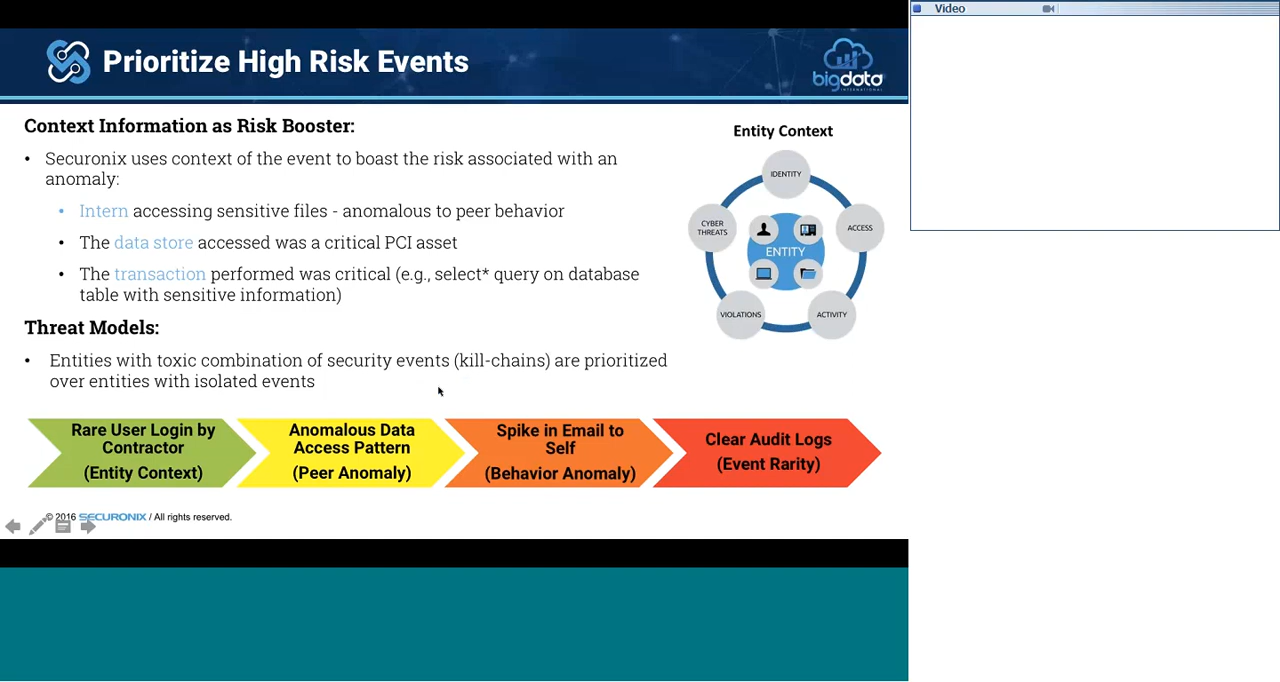 Video
Prioritize High Risk Events
bigdata
INTERNATIONAL
Context Information as Risk Booster:
• Securonix uses context of the event to boast the risk associated with an
anomaly:
• Intern accessing sensitive files - anomalous to peer behavior
• The data store accessed was a critical PCI asset
• The transaction performed was critical (e.g., select* query on database
table with sensitive information)
Threat Models:
• Entities with toxic combination of security events (kill-chains) are prioritized
over entities with isolated events
Entity Context
IDENTITY
CYBER
THREATS
ACCESS
ENTITY
VIOLATIONS
ACTIVITY
Rare User Login by
Contractor
(Entity Context)
Anomalous Data
Access Pattern
(Peer Anomaly)
Spike in Email to
Self
(Behavior Anomaly)
Clear Audit Logs
(Event Rarity)
© 2016 SECURONIX / All rights reserved.